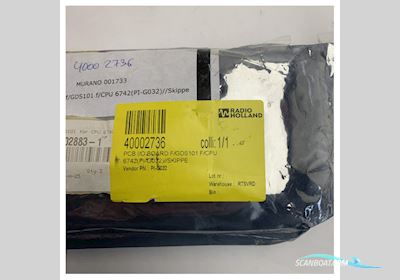 4000 2736
MURANO 001733
f/GDS101 f/CPU 6742(PI-G032)//Skippe
02883-1
RADIO
HOLLAND
40002736
colli: 1/1
PCB I/O BOARD F/GDS101 F/CPU
6742(PI/G032)//SKIPPE
Vendor PN : PI-G032
Lot nr :
Warehouse : RTSVRD
Bin :
SCANBOAT.COM